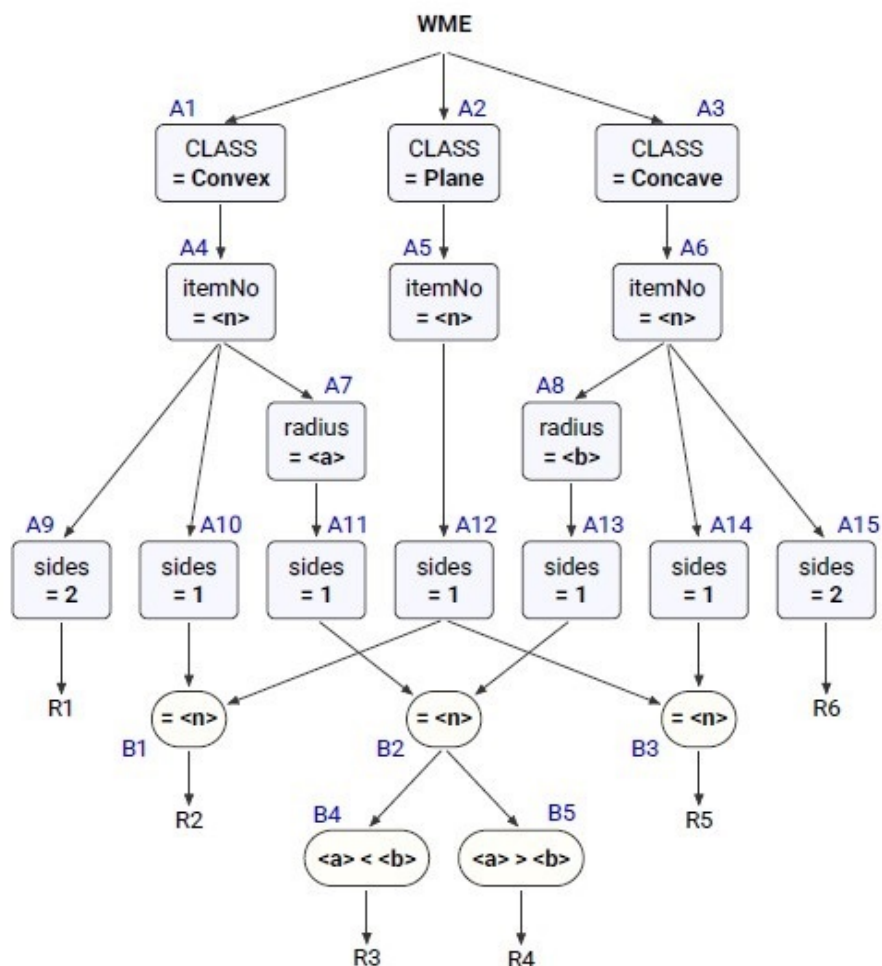 WME
A1
A2
A3
CLASS
= Convex
CLASS
= Plane
CLASS
= Concave
A4
A5
A6
itemNo
= <n>
itemNo
= <n>
itemNo
= <n>
A7
A8
radius
= <a>
radius
= <b>
A9
A10
A11
A12
A13
A14
A15
sides
= 2
sides
= 1
sides
= 1
sides
= 1
sides
= 1
sides
= 1
sides
= 2
R1
= <n>
= <n>
= <n>
R6
B1
B2
B3
R2
B4
B5
R5
<a> < <b>
<a> > <b>
R3
R4